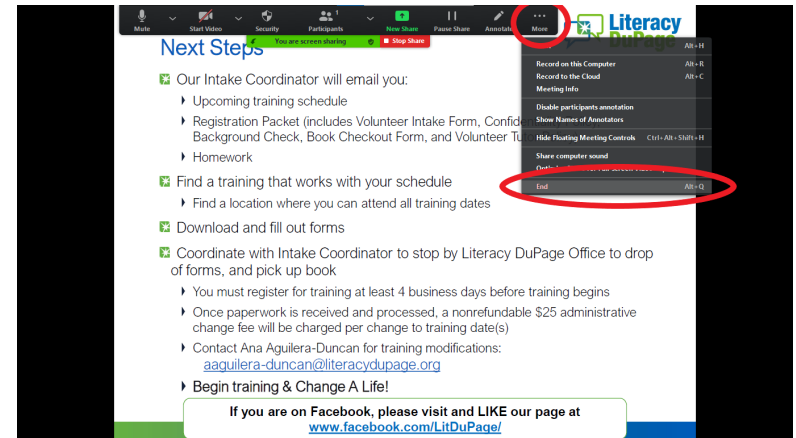 Mute
Start Video
Security
Participants
1
New Share
Pause Share
Annotate
More
You are screen sharing
Stop Share
Literacy
DuPage
Alt+H
Record on this Computer Alt+R
Record to the Cloud Alt+C
Meeting Info
Disable participants annotation
Show Names of Annotators
Hide Floating Meeting Controls Ctrl+Alt+Shift+H
Share computer sound
End Alt+Q
Next Steps
Our Intake Coordinator will email you:
Upcoming training schedule
Registration Packet (includes Volunteer Intake Form,
Background Check, Book Checkout Form, and Volunteer
Homework
Find a training that works with your schedule
Find a location where you can attend all training dates
Download and fill out forms
Coordinate with Intake Coordinator to stop by Literacy DuPage Office to drop
of forms, and pick up book
You must register for training at least 4 business days before training begins
Once paperwork is received and processed, a nonrefundable $25 administrative
change fee will be charged per change to training date(s)
Contact Ana Aguilera-Duncan for training modifications:
aaguilera-duncan@literacydupage.org
Begin training & Change A Life!
If you are on Facebook, please visit and LIKE our page at
www.facebook.com/LitDuPage/